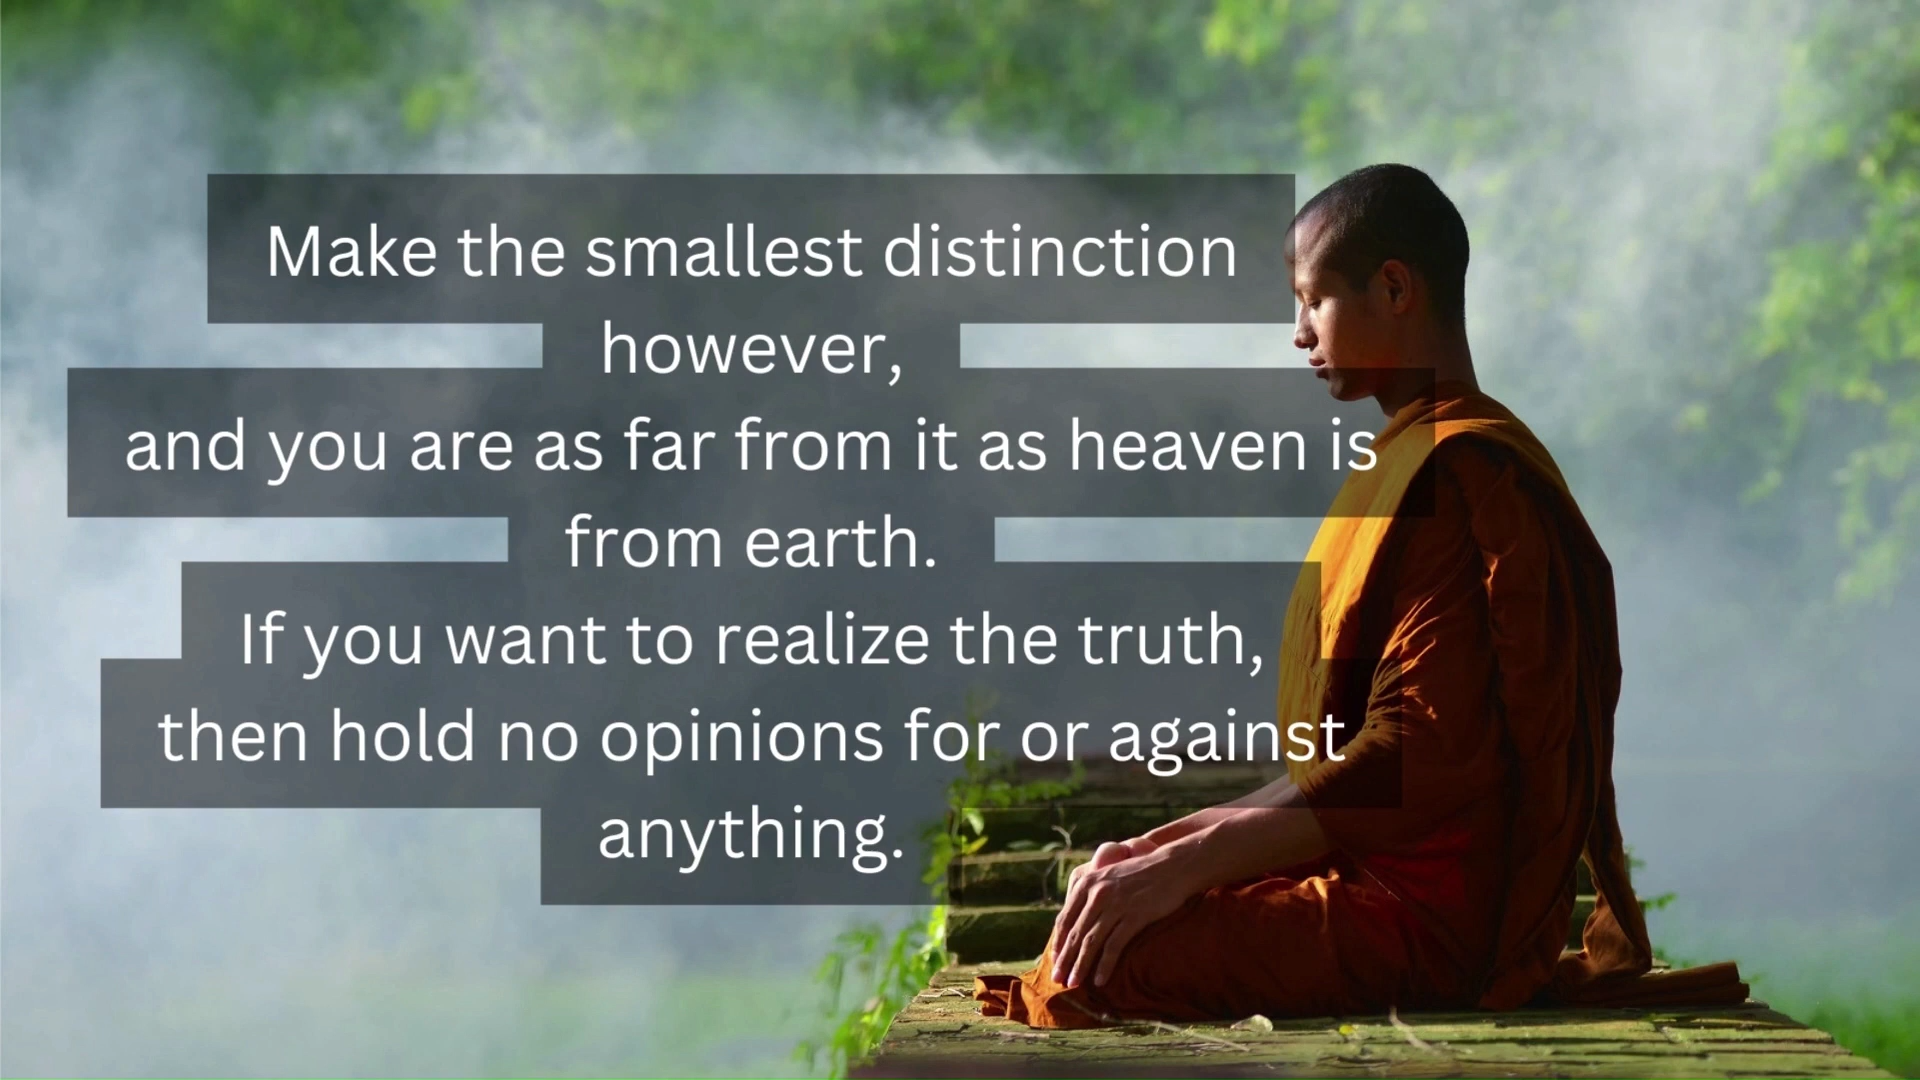 Make the smallest distinction
however,
and you are as far from it as heaven is
from earth.
If you want to realize the truth,
then hold no opinions for or against
anything.